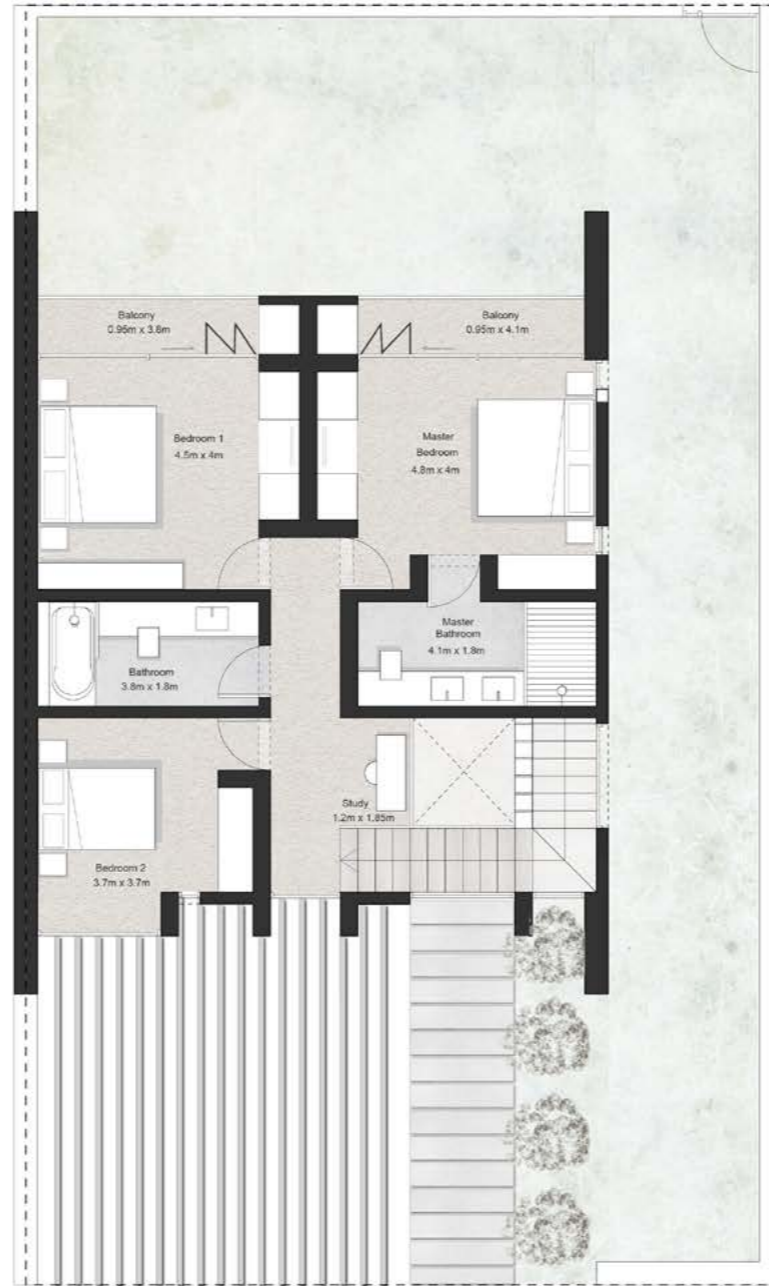 Balcony
0.95m x 3.8m
Balcony
0.95m x 4.1m
Bedroom 1
4.5m x 4m
Master
Bedroom
4.8m x 4m
Master
Bathroom
4.1m x 1.8m
Bathroom
3.8m x 1.8m
Study
1.2m x 1.85m
Bedroom 2
3.7m x 3.7m